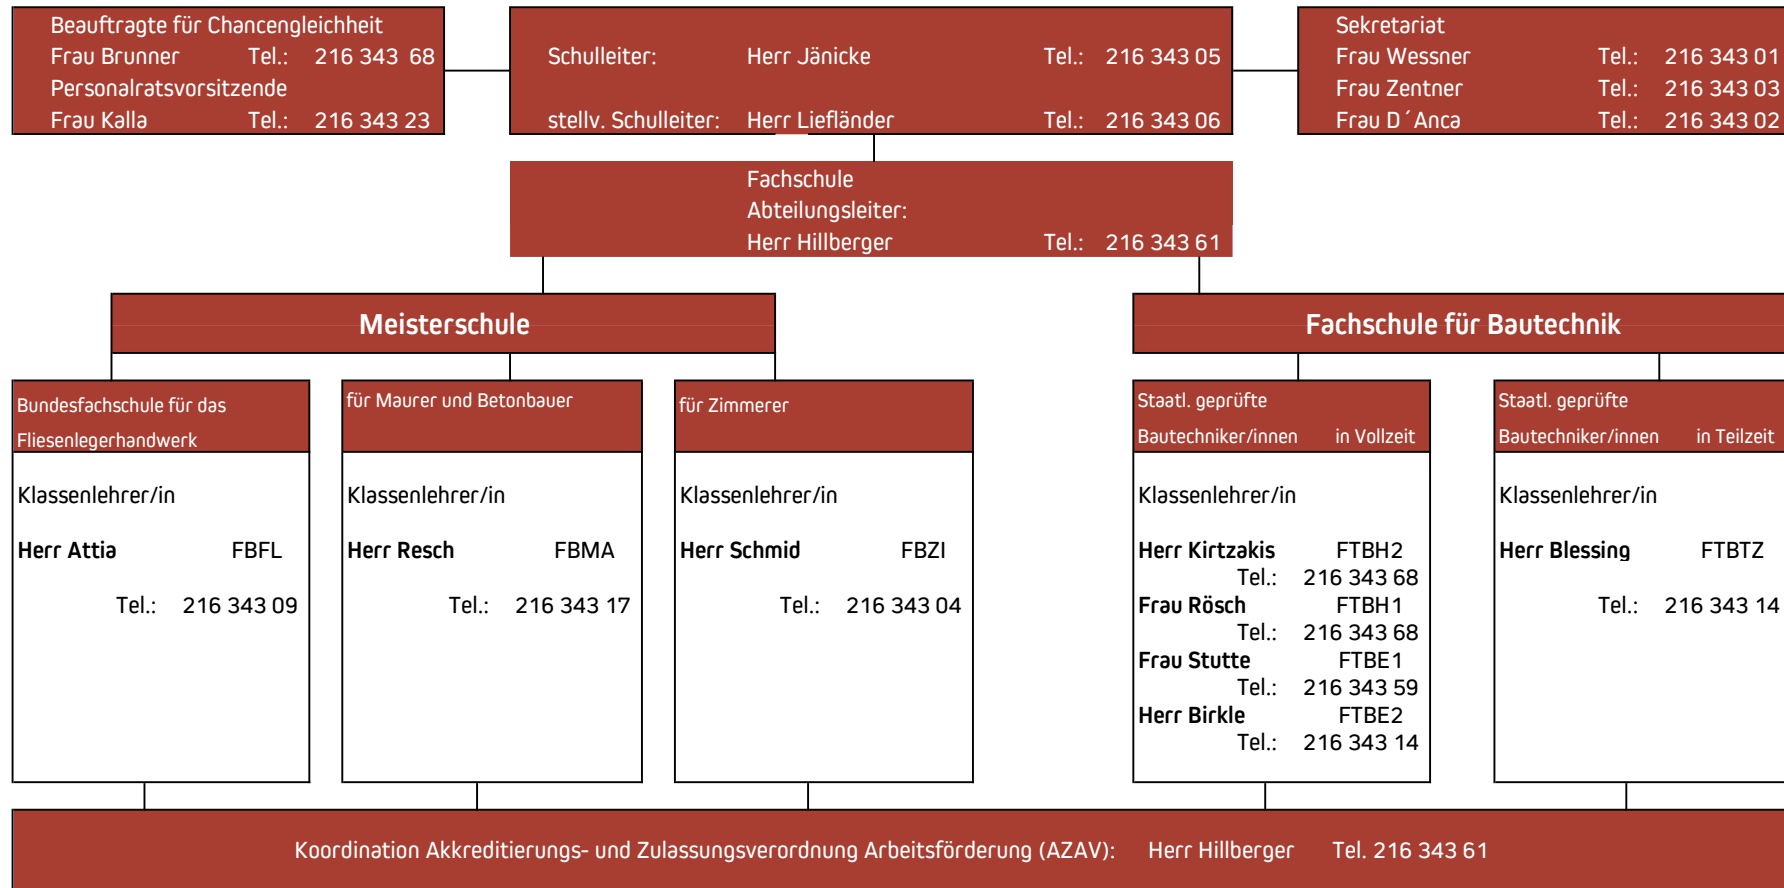 Beauftragte für Chancengleichheit
Frau Brunner Tel.: 216 343 68
Personalratsvorsitzende
Frau Kalla Tel.: 216 343 23
Schulleiter: Herr Jänicke Tel.: 216 343 05
stellv. Schulleiter: Herr Liefländer Tel.: 216 343 06
Sekretariat
Frau Wessner Tel.: 216 343 01
Frau Zentner Tel.: 216 343 03
Frau D´Anca Tel.: 216 343 02
Fachschule
Abteilungsleiter:
Herr Hillberger Tel.: 216 343 61
Meisterschule
Fachschule für Bautechnik
Bundesfachschule für das
Fliesenlegerhandwerk
Klassenlehrer/in
Herr Attia FBFL
Tel.: 216 343 09
für Maurer und Betonbauer
Klassenlehrer/in
Herr Resch FBMA
Tel.: 216 343 17
für Zimmerer
Klassenlehrer/in
Herr Schmid FBZI
Tel.: 216 343 04
Staatl. geprüfte
Bautechniker/innen in Vollzeit
Klassenlehrer/in
Herr Kirtzakis FTBH2
Tel.: 216 343 68
Frau Rösch FTBH1
Tel.: 216 343 68
Frau Stutte FTBE1
Tel.: 216 343 59
Herr Birkle FTBE2
Tel.: 216 343 14
Staatl. geprüfte
Bautechniker/innen in Teilzeit
Klassenlehrer/in
Herr Blessing FTBTZ
Tel.: 216 343 14
Koordination Akkreditierungs- und Zulassungsverordnung Arbeitsförderung (AZAV): Herr Hillberger Tel. 216 343 61